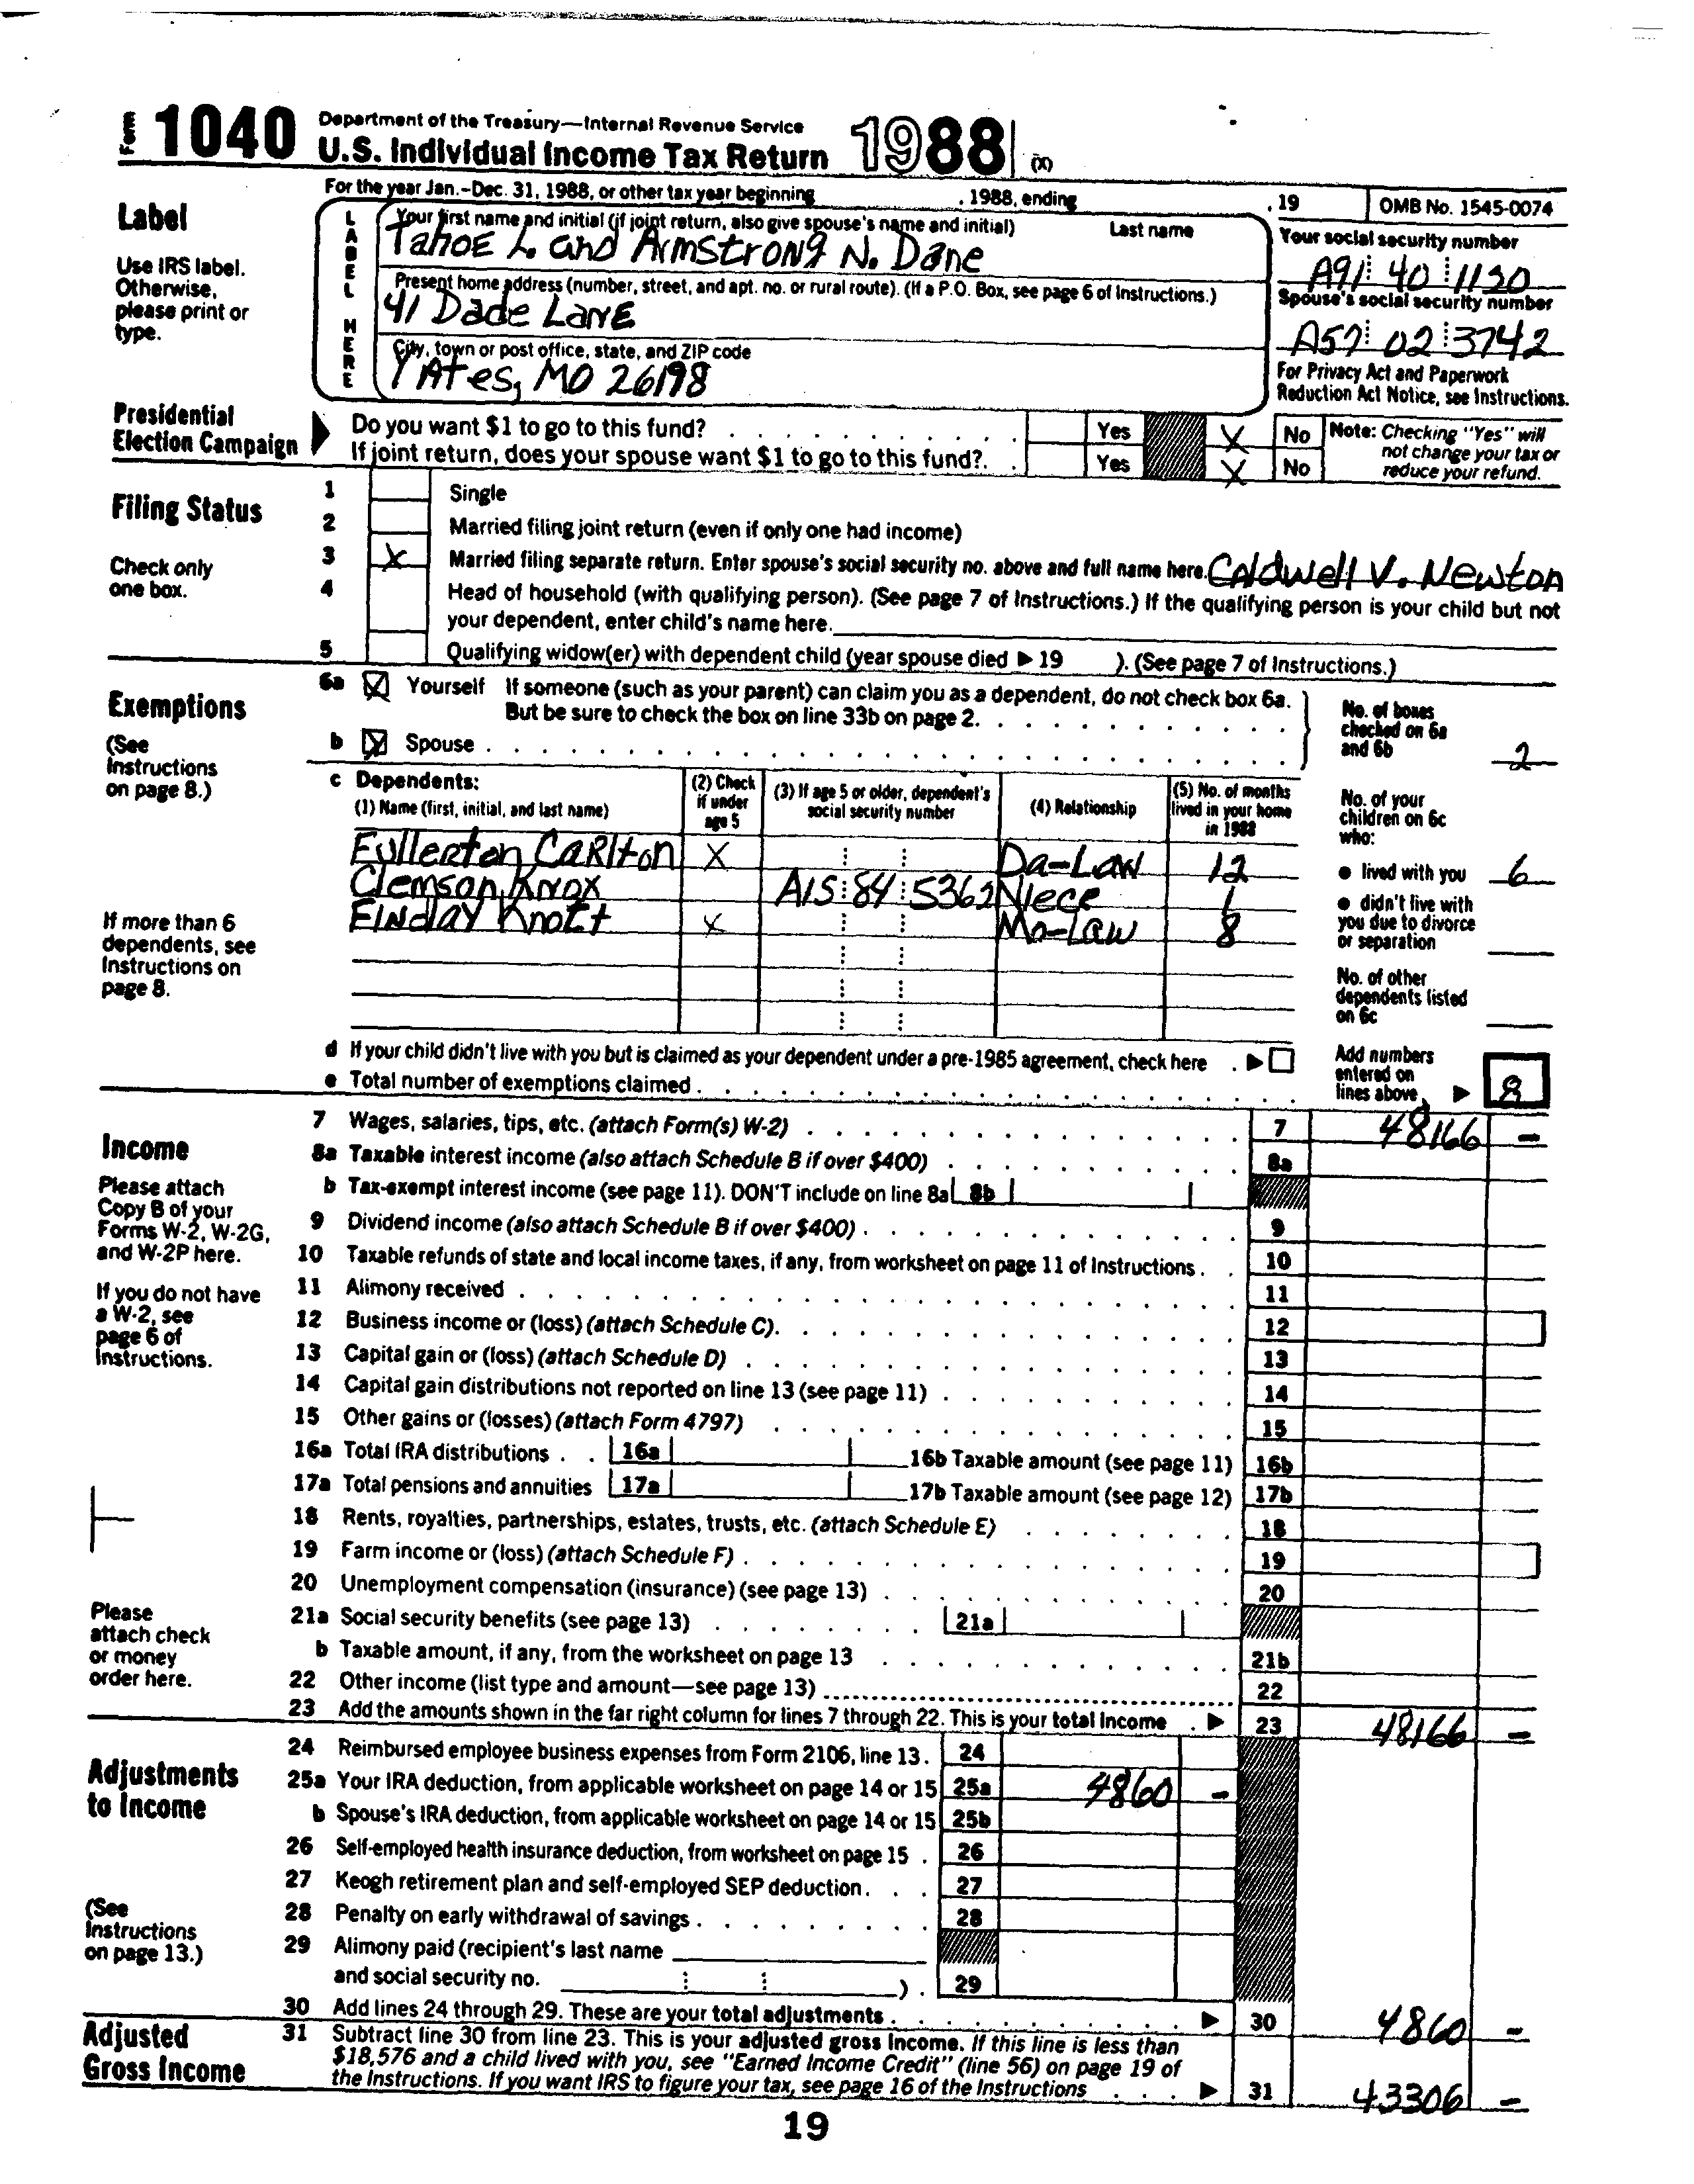 Form 1040 Department of the Treasury—Internal Revenue Service
U.S. Individual Income Tax Return 1988 (X)
For the year Jan.–Dec. 31, 1988, or other tax year beginning , 1988, ending , 19 OMB No. 1545-0074
Label
Use IRS label.
Otherwise,
please print or
type.
LABEL HERE
Your first name and initial (if joint return, also give spouse's name and initial) Last name
Tahoe L. and Armstrong N. Dane
Your social security number
A91 40 1120
Present home address (number, street, and apt. no. or rural route). (If a P.O. Box, see page 6 of Instructions.)
41 Dade Lane
Spouse's social security number
A57 02 3742
City, town or post office, state, and ZIP code
Yates, MO 26198
For Privacy Act and Paperwork
Reduction Act Notice, see Instructions.
Presidential
Election Campaign
Do you want $1 to go to this fund? Yes X No
If joint return, does your spouse want $1 to go to this fund? Yes X No
Note: Checking "Yes" will
not change your tax or
reduce your refund.
Filing Status
Check only
one box.
1 Single
2 Married filing joint return (even if only one had income)
3 X Married filing separate return. Enter spouse's social security no. above and full name here. Caldwell V. Newton
4 Head of household (with qualifying person). (See page 7 of Instructions.) If the qualifying person is your child but not
your dependent, enter child's name here.
5 Qualifying widow(er) with dependent child (year spouse died ▶ 19 ). (See page 7 of Instructions.)
Exemptions
(See
Instructions
on page 8.)
6a X Yourself If someone (such as your parent) can claim you as a dependent, do not check box 6a.
But be sure to check the box on line 33b on page 2.
b X Spouse
No. of boxes
checked on 6a
and 6b 2
c Dependents:
(1) Name (first, initial, and last name)
(2) Check
if under
age 5
(3) If age 5 or older, dependent's
social security number
(4) Relationship
(5) No. of months
lived in your home
in 1988
Fullerton Carlton X Da-Law 12
Clemson Knox A15 84 5362 Niece 1
Findlay Knott X Mo-Law 8
No. of your
children on 6c
who:
● lived with you 6
● didn't live with
you due to divorce
or separation
No. of other
dependents listed
on 6c
If more than 6
dependents, see
Instructions on
page 8.
d If your child didn't live with you but is claimed as your dependent under a pre-1985 agreement, check here ▶
e Total number of exemptions claimed
Add numbers
entered on
lines above ▶ 8
Income
Please attach
Copy B of your
Forms W-2, W-2G,
and W-2P here.
If you do not have
a W-2, see
page 6 of
Instructions.
Please
attach check
or money
order here.
7 Wages, salaries, tips, etc. (attach Form(s) W-2) 7 48166 –
8a Taxable interest income (also attach Schedule B if over $400) 8a
b Tax-exempt interest income (see page 11). DON'T include on line 8a 8b
9 Dividend income (also attach Schedule B if over $400) 9
10 Taxable refunds of state and local income taxes, if any, from worksheet on page 11 of Instructions 10
11 Alimony received 11
12 Business income or (loss) (attach Schedule C) 12
13 Capital gain or (loss) (attach Schedule D) 13
14 Capital gain distributions not reported on line 13 (see page 11) 14
15 Other gains or (losses) (attach Form 4797) 15
16a Total IRA distributions 16a 16b Taxable amount (see page 11) 16b
17a Total pensions and annuities 17a 17b Taxable amount (see page 12) 17b
18 Rents, royalties, partnerships, estates, trusts, etc. (attach Schedule E) 18
19 Farm income or (loss) (attach Schedule F) 19
20 Unemployment compensation (insurance) (see page 13) 20
21a Social security benefits (see page 13) 21a
b Taxable amount, if any, from the worksheet on page 13 21b
22 Other income (list type and amount—see page 13) 22
23 Add the amounts shown in the far right column for lines 7 through 22. This is your total income ▶ 23 48166 –
Adjustments
to Income
(See
Instructions
on page 13.)
24 Reimbursed employee business expenses from Form 2106, line 13. 24
25a Your IRA deduction, from applicable worksheet on page 14 or 15 25a 4860 –
b Spouse's IRA deduction, from applicable worksheet on page 14 or 15 25b
26 Self-employed health insurance deduction, from worksheet on page 15 26
27 Keogh retirement plan and self-employed SEP deduction 27
28 Penalty on early withdrawal of savings 28
29 Alimony paid (recipient's last name
and social security no. ) 29
30 Add lines 24 through 29. These are your total adjustments ▶ 30 4860 –
Adjusted
Gross Income
31 Subtract line 30 from line 23. This is your adjusted gross income. If this line is less than
$18,576 and a child lived with you, see "Earned Income Credit" (line 56) on page 19 of
the Instructions. If you want IRS to figure your tax, see page 16 of the Instructions ▶ 31 43306 –
19